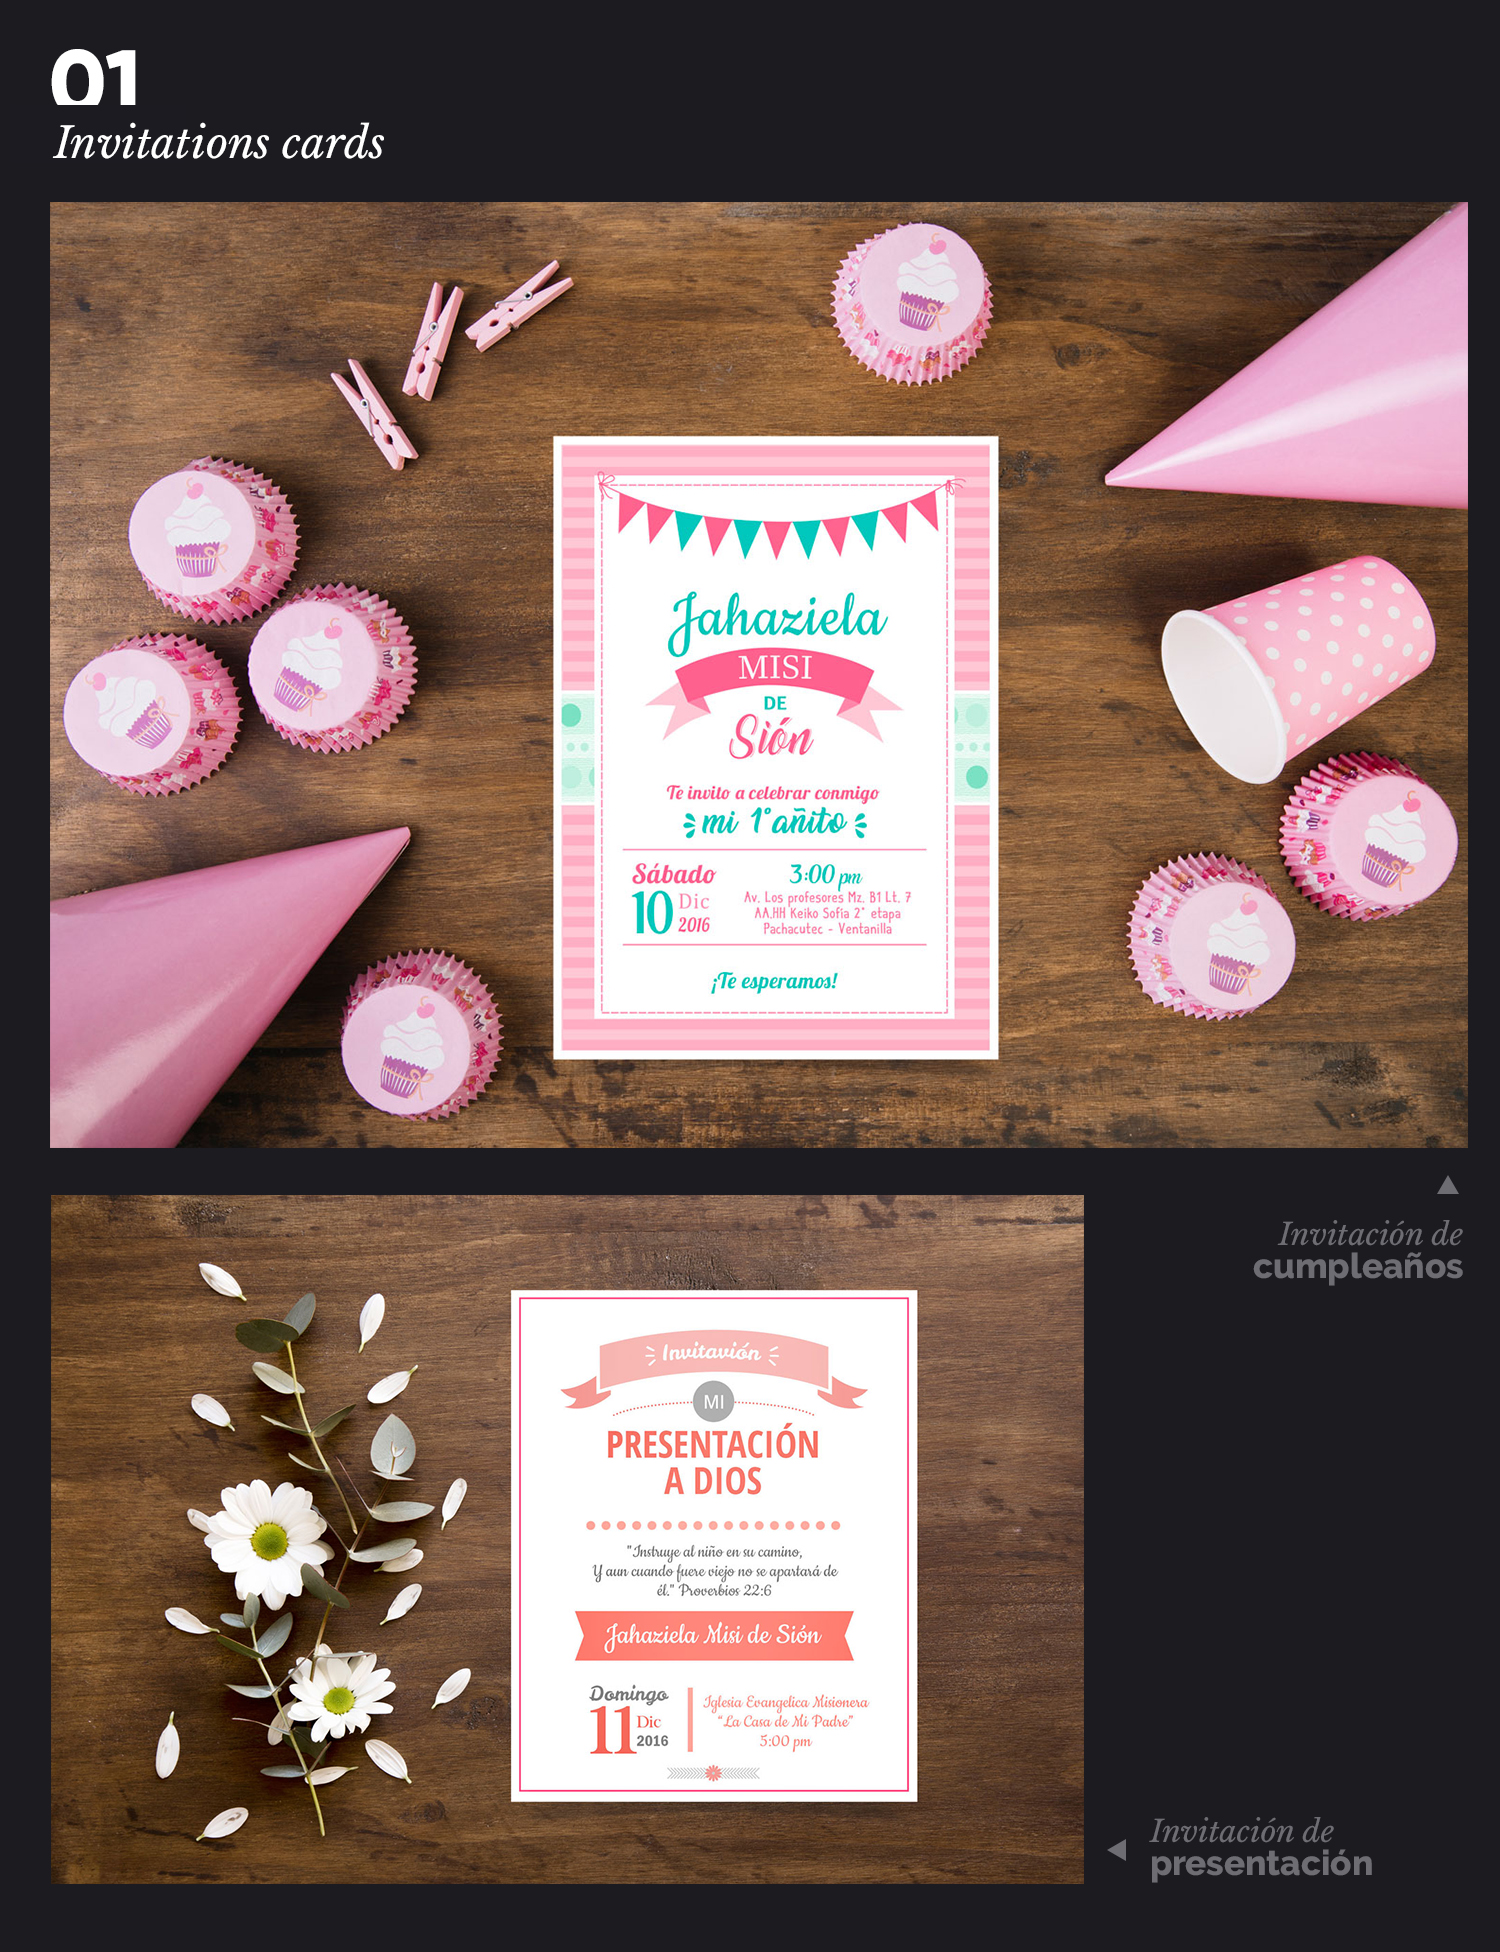 01
Invitations cards
Jahaziela
MISI
DE
Sión
Te invito a celebrar conmigo
mi 1°añito
Sábado
10 Dic
2016
3:00 pm
Av. Los profesores Mz. B1 Lt. 7
AA.HH Keiko Sofia 2° etapa
Pachacutec - Ventanilla
¡Te esperamos!
Invitación de
cumpleaños
Invitavión
MI
PRESENTACIÓN
A DIOS
"Instruye al niño en su camino,
Y aun cuando fuere viejo no se apartará de
él." Proverbios 22:6
Jahaziela Misi de Sión
Domingo
11 Dic
2016
Iglesia Evangelica Misionera
“La Casa de Mi Padre”
5:00 pm
Invitación de
presentación